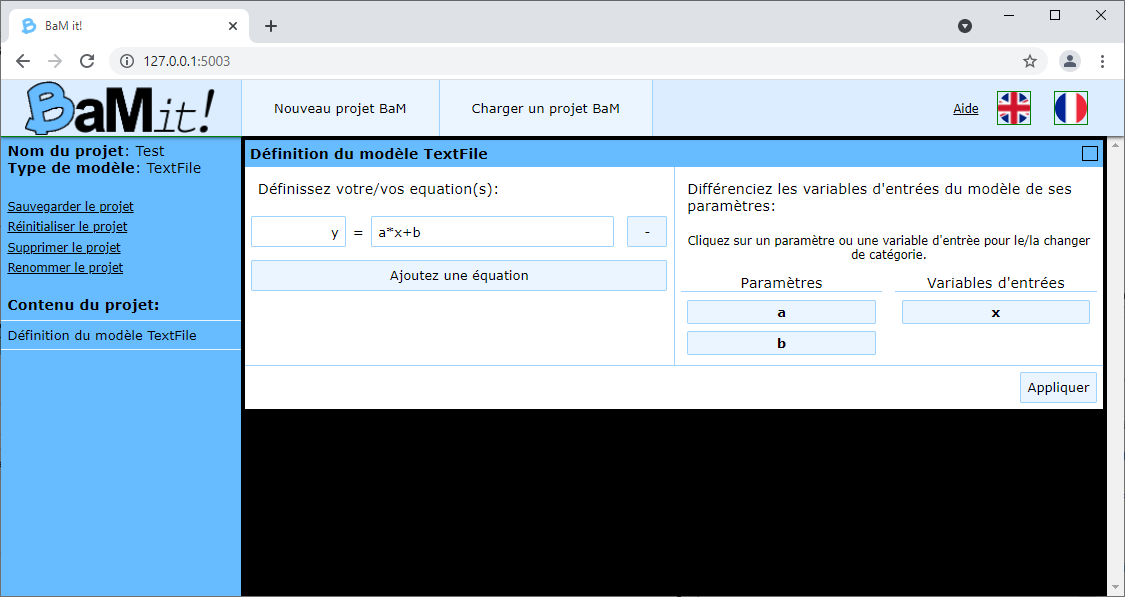 BaM it!
127.0.0.1:5003
BaM it!
Nouveau projet BaM
Charger un projet BaM
Aide
Nom du projet: Test
Type de modèle: TextFile
Sauvegarder le projet
Réinitialiser le projet
Supprimer le projet
Renommer le projet
Contenu du projet:
Définition du modèle TextFile
Définition du modèle TextFile
Définissez votre/vos equation(s):
y = a*x+b -
Ajoutez une équation
Différenciez les variables d'entrées du modèle de ses
paramètres:
Cliquez sur un paramètre ou une variable d'entrèe pour le/la changer
de catégorie.
Paramètres
Variables d'entrées
a
x
b
Appliquer